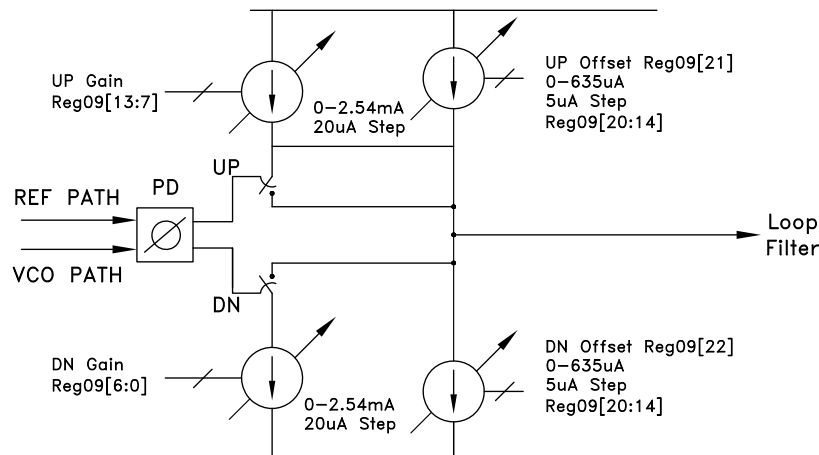 UP Gain
Reg09[13:7]
0-2.54mA
20uA Step
UP Offset Reg09[21]
0-635uA
5uA Step
Reg09[20:14]
UP
PD
REF PATH
VCO PATH
Loop
Filter
DN
DN Gain
Reg09[6:0]
0-2.54mA
20uA Step
DN Offset Reg09[22]
0-635uA
5uA Step
Reg09[20:14]